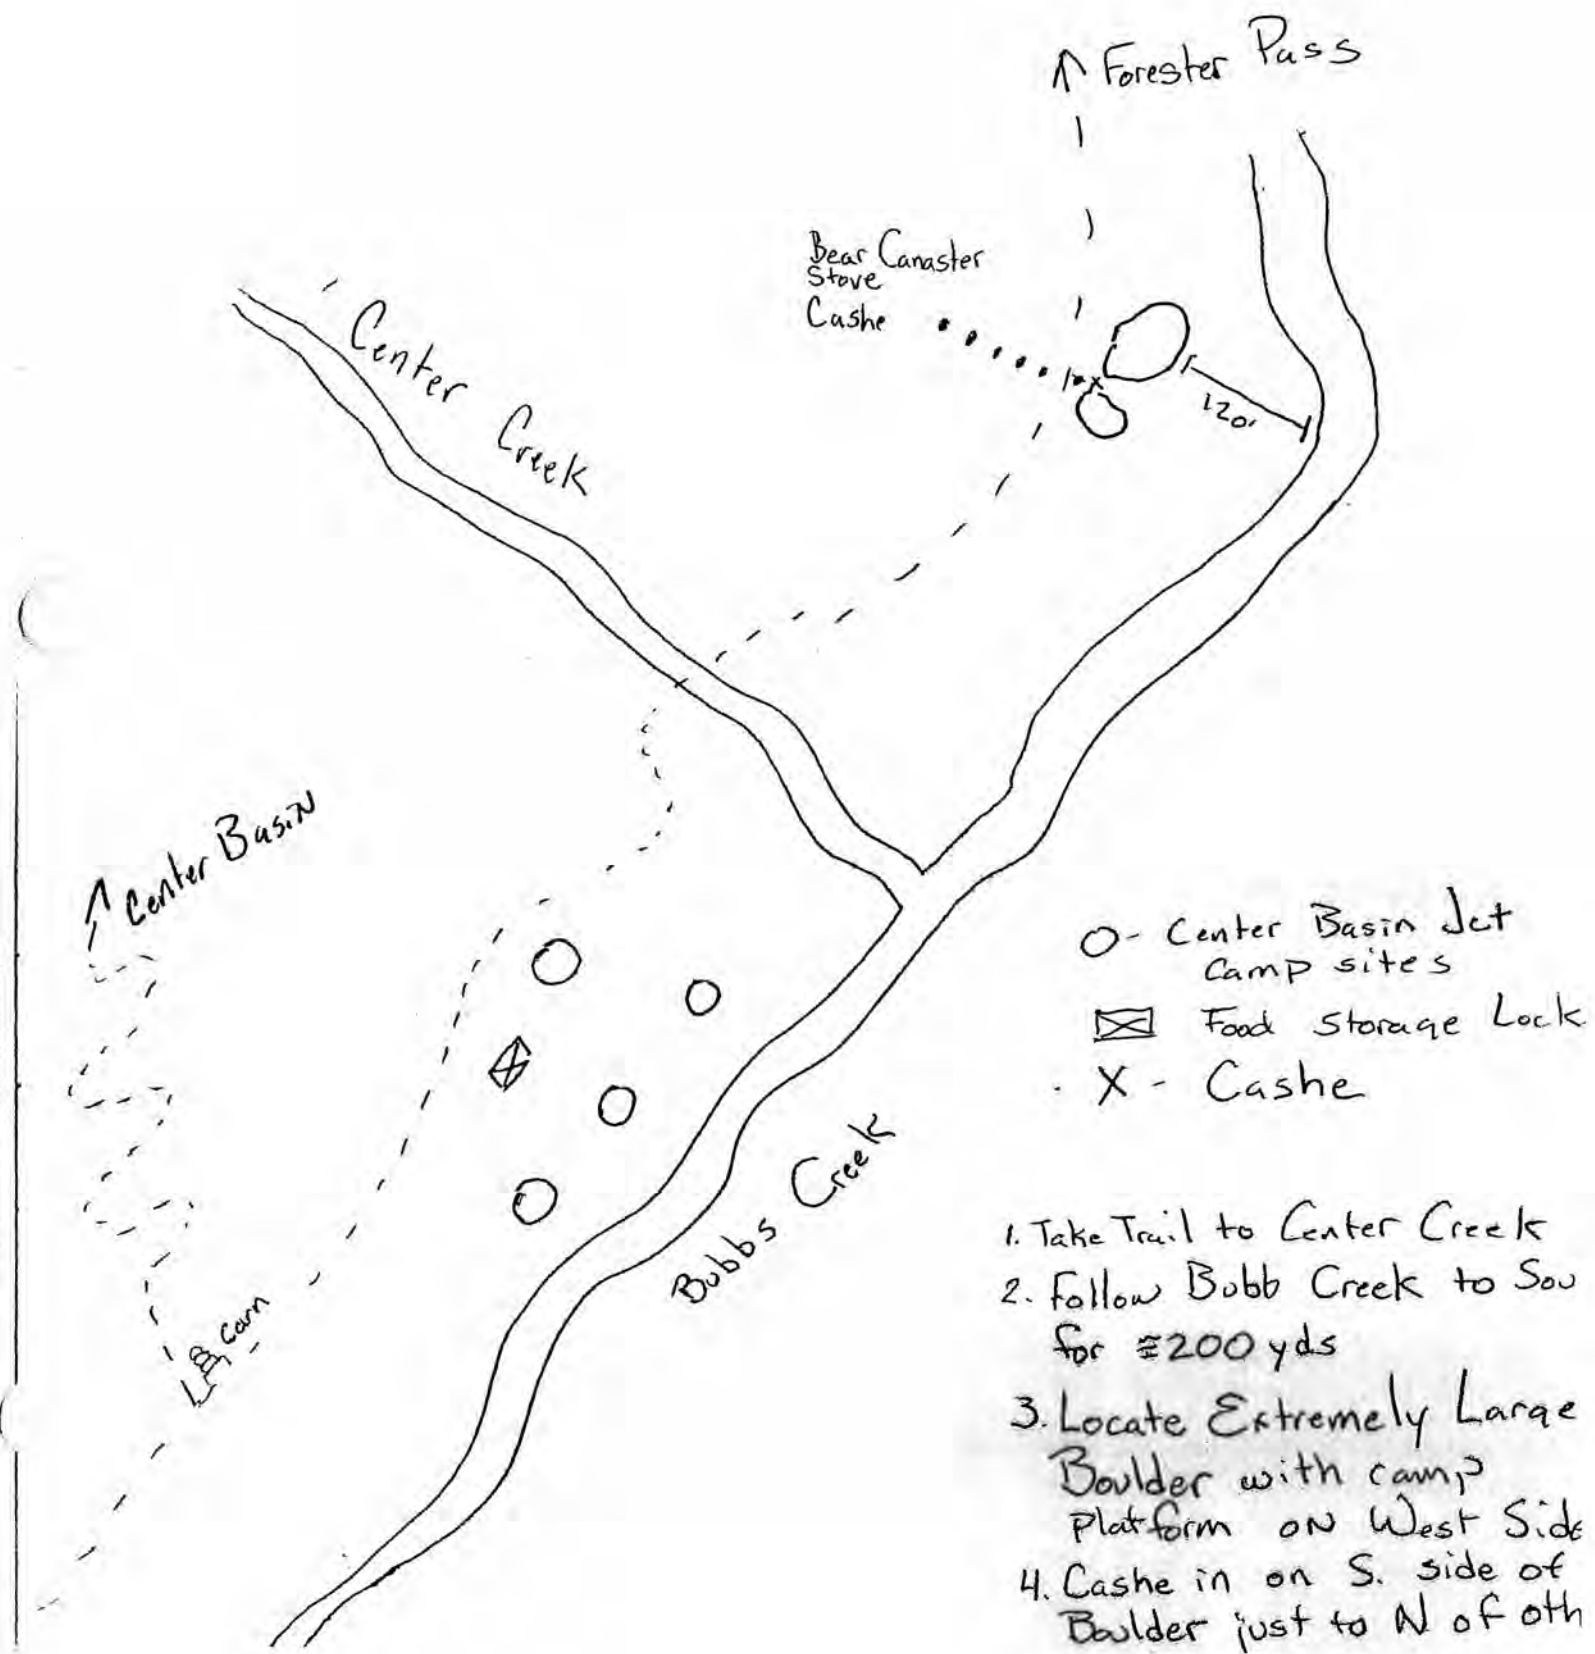 ↑ Forester Pass
Bear Canaster
Stove
Cashe
120'
Center Creek
↑ Center Basin
Carn
Bubbs Creek
O - Center Basin Jct
Camp sites
Food Storage Lock
X - Cashe
1. Take Trail to Center Creek
2. Follow Bubb Creek to Sou
for ≅200 yds
3. Locate Extremely Large
Boulder with camp
Platform on West Side
4. Cashe in on S. side of
Boulder just to N of oth